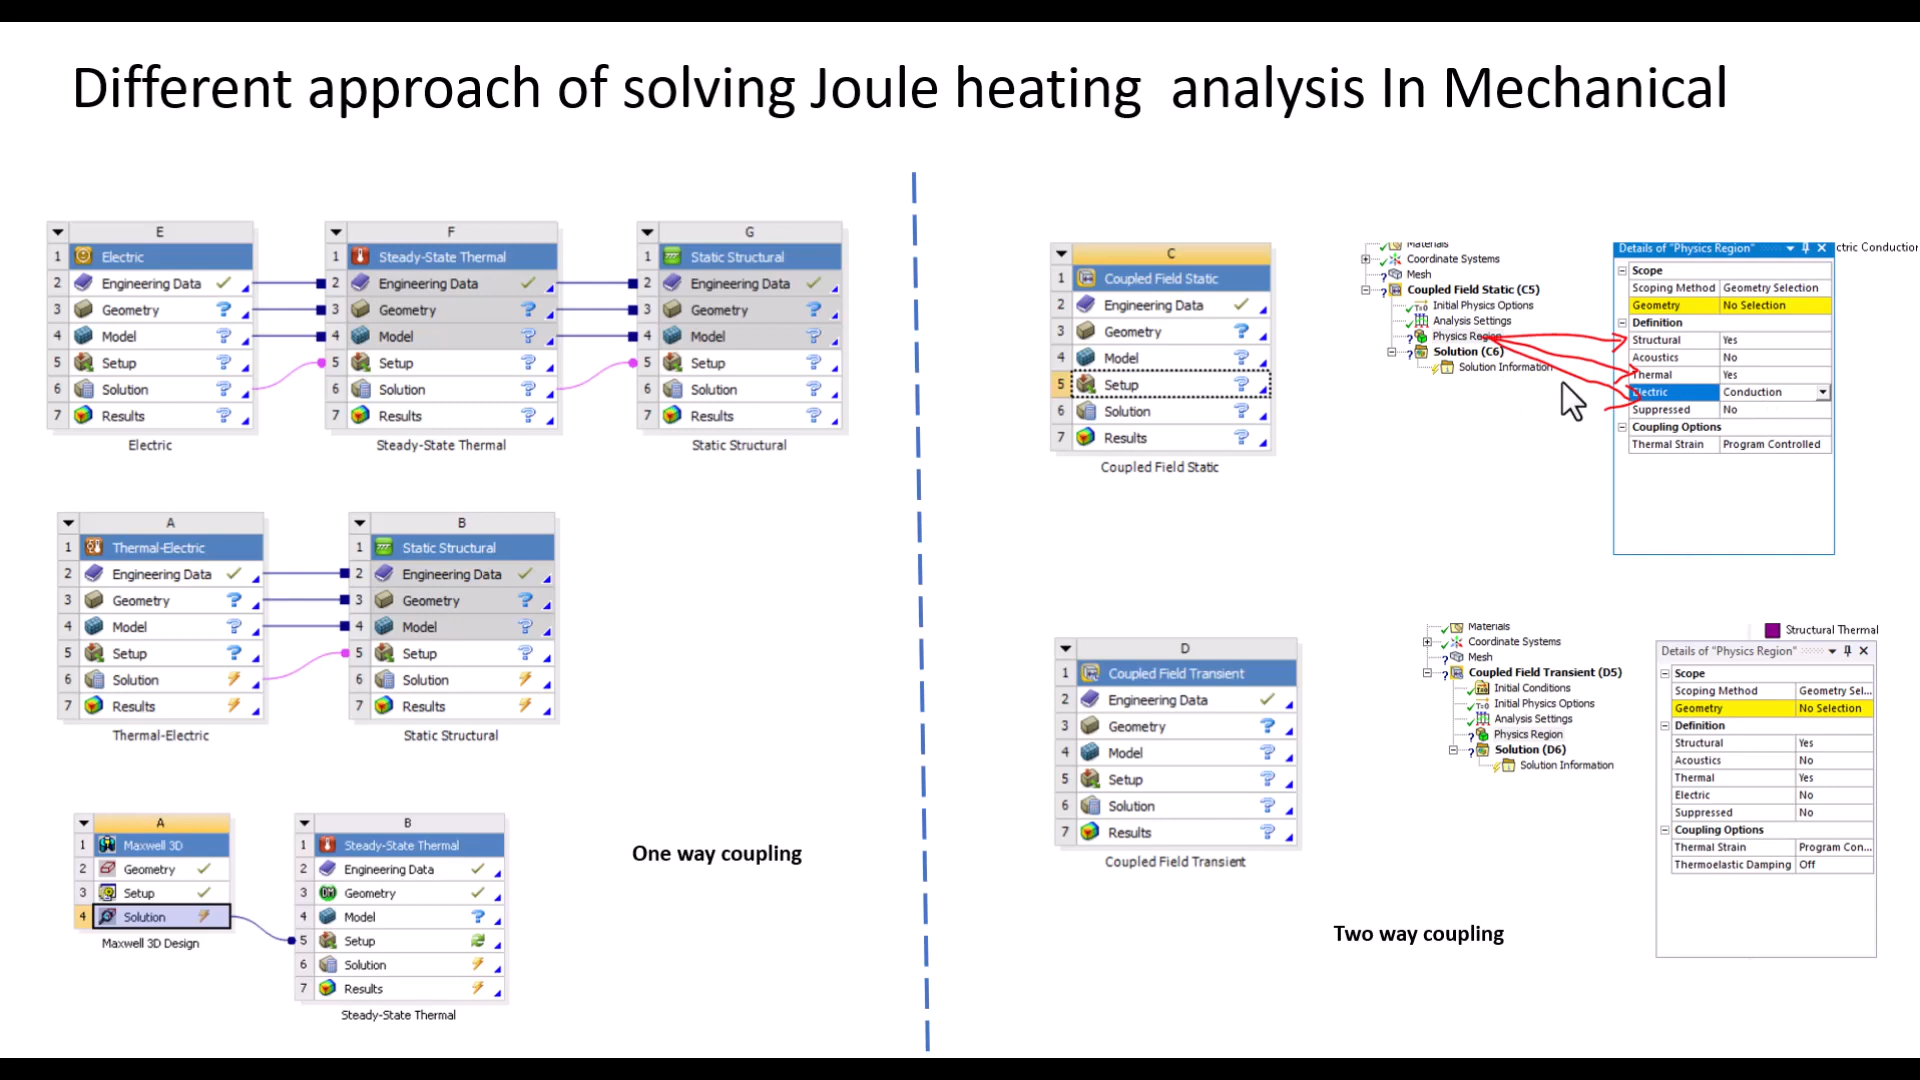 Different approach of solving Joule heating  analysis In Mechanical
E
1 Electric
2 Engineering Data
3 Geometry
4 Model
5 Setup
6 Solution
7 Results
Electric
F
1 Steady-State Thermal
2 Engineering Data
3 Geometry
4 Model
5 Setup
6 Solution
7 Results
Steady-State Thermal
G
1 Static Structural
2 Engineering Data
3 Geometry
4 Model
5 Setup
6 Solution
7 Results
Static Structural
A
1 Thermal-Electric
2 Engineering Data
3 Geometry
4 Model
5 Setup
6 Solution
7 Results
Thermal-Electric
B
1 Static Structural
2 Engineering Data
3 Geometry
4 Model
5 Setup
6 Solution
7 Results
Static Structural
A
1 Maxwell 3D
2 Geometry
3 Setup
4 Solution
Maxwell 3D Design
B
1 Steady-State Thermal
2 Engineering Data
3 Geometry
4 Model
5 Setup
6 Solution
7 Results
Steady-State Thermal
One way coupling
C
1 Coupled Field Static
2 Engineering Data
3 Geometry
4 Model
5 Setup
6 Solution
7 Results
Coupled Field Static
Materials
Coordinate Systems
Mesh
Coupled Field Static (C5)
Initial Physics Options
Analysis Settings
Physics Region
Solution (C6)
Solution Information
Details of "Physics Region"
ctric Conduction
Scope
Scoping Method Geometry Selection
Geometry No Selection
Definition
Structural Yes
Acoustics No
Thermal Yes
Electric Conduction
Suppressed No
Coupling Options
Thermal Strain Program Controlled
D
1 Coupled Field Transient
2 Engineering Data
3 Geometry
4 Model
5 Setup
6 Solution
7 Results
Coupled Field Transient
Materials
Coordinate Systems
Mesh
Coupled Field Transient (D5)
Initial Conditions
Initial Physics Options
Analysis Settings
Physics Region
Solution (D6)
Solution Information
Structural Thermal
Details of "Physics Region"
Scope
Scoping Method Geometry Sel...
Geometry No Selection
Definition
Structural Yes
Acoustics No
Thermal Yes
Electric No
Suppressed No
Coupling Options
Thermal Strain Program Con...
Thermoelastic Damping Off
Two way coupling